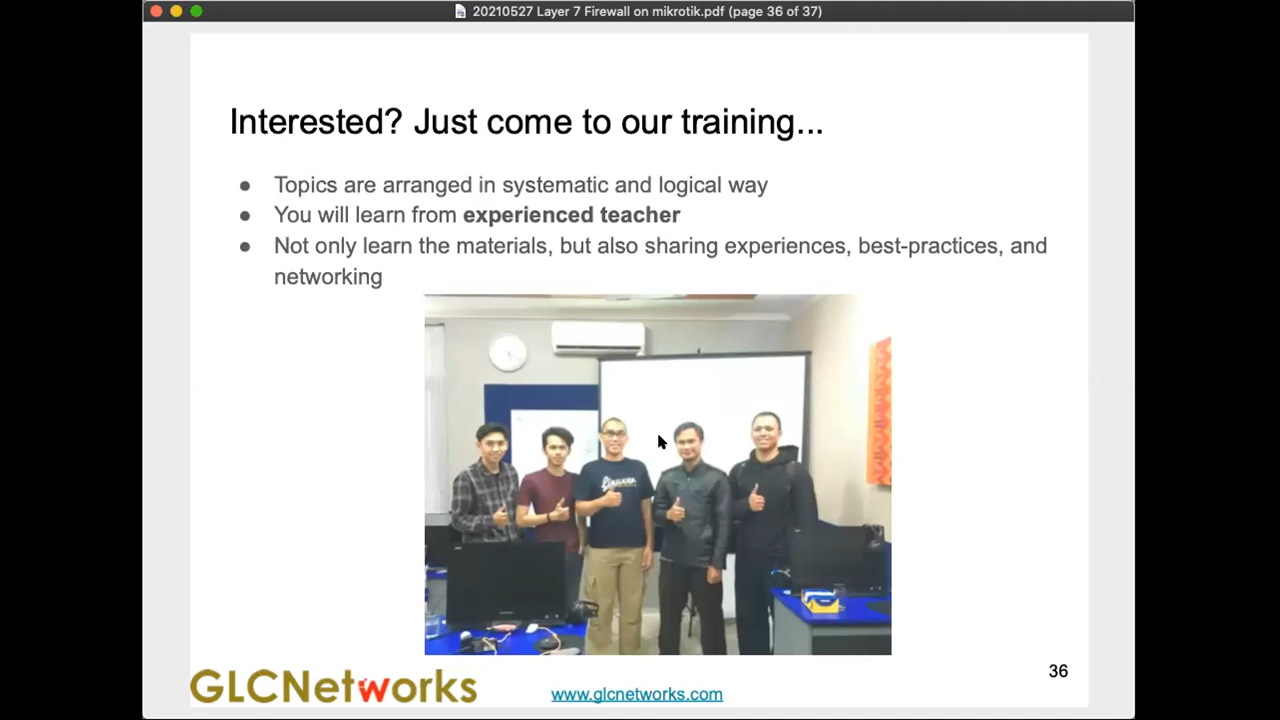 20210527 Layer 7 Firewall on mikrotik.pdf (page 36 of 37)
Interested? Just come to our training...
● Topics are arranged in systematic and logical way
● You will learn from experienced teacher
● Not only learn the materials, but also sharing experiences, best-practices, and
networking
GLCNetworks
www.glcnetworks.com
36